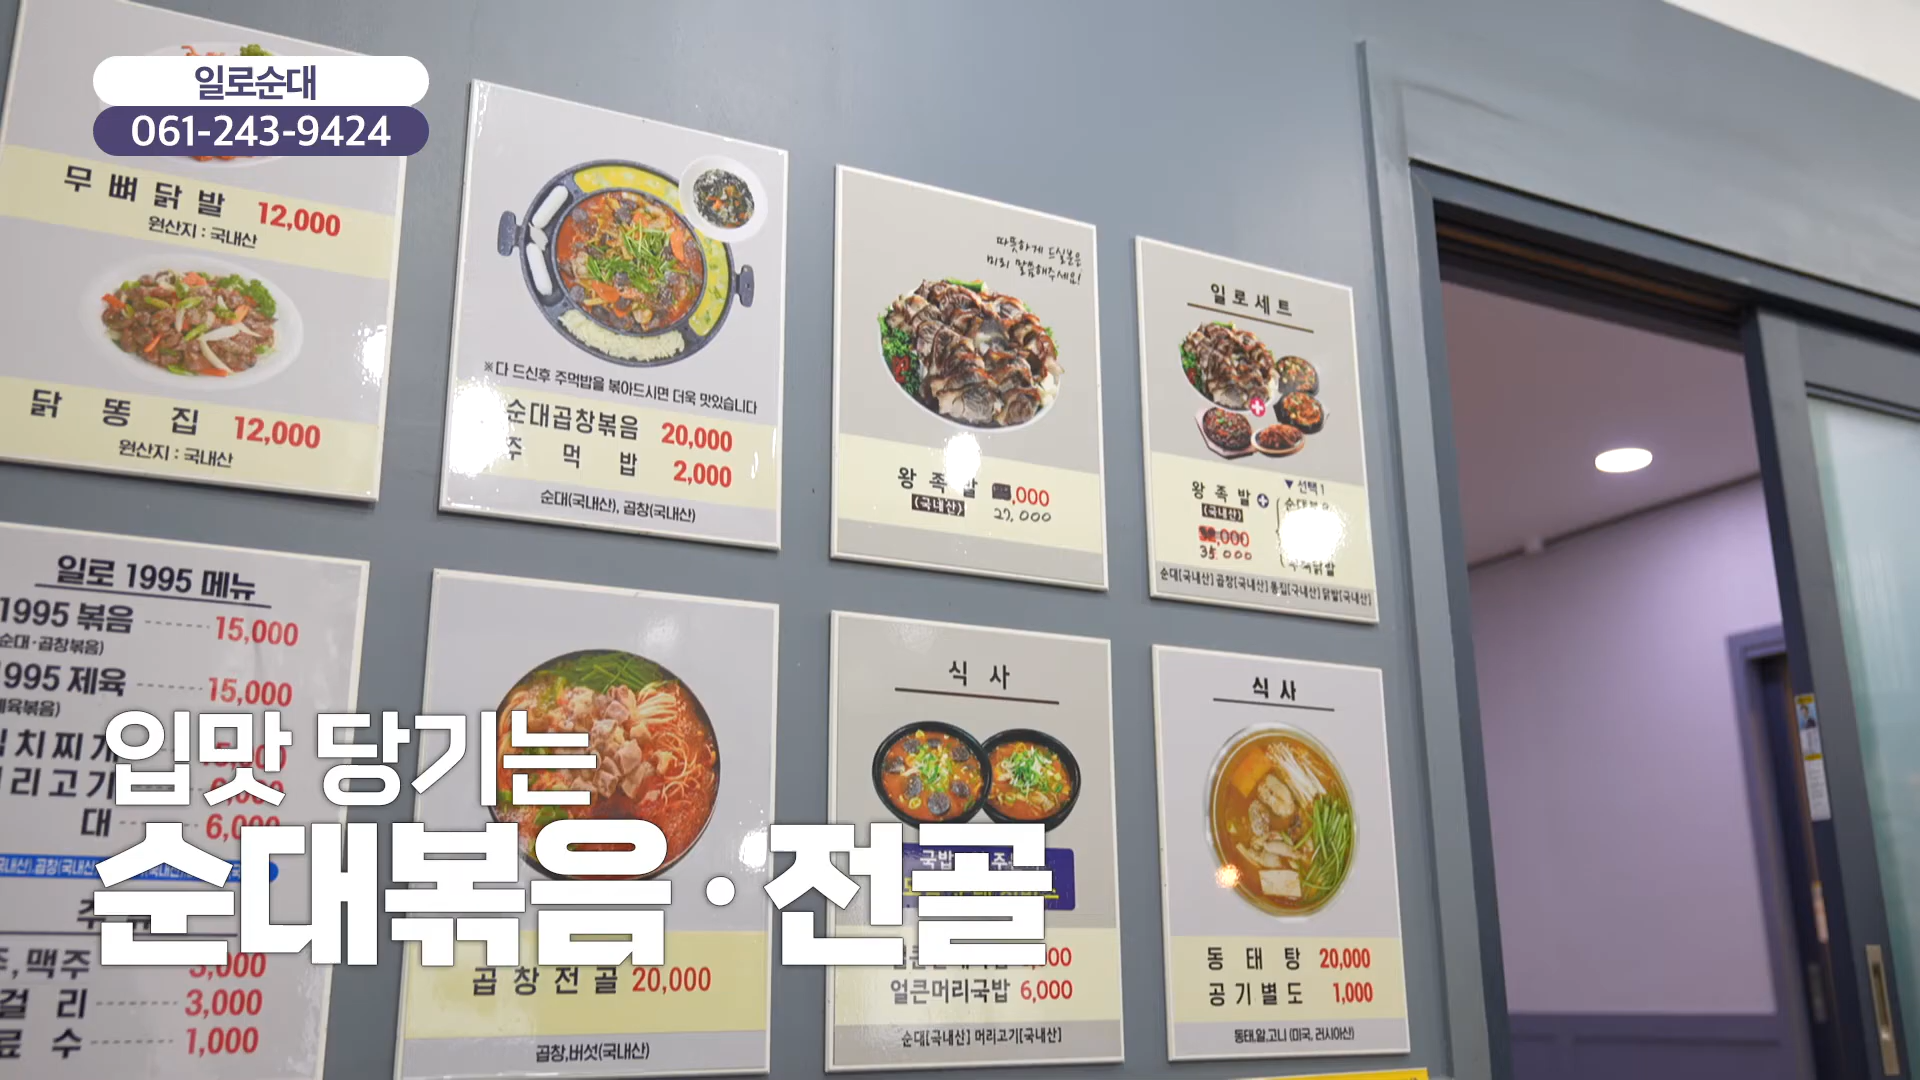 일로순대
061-243-9424
무뼈닭발 12,000
원산지 : 국내산
닭똥집 12,000
원산지 : 국내산
※다 드신후 주먹밥을 볶아드시면 더욱 맛있습니다
순대곱창볶음 20,000
주먹밥 2,000
순대(국내산), 곱창(국내산)
따뜻하게 드실분은
미리 말씀해주세요!
왕족발 ,000
(국내산) 27,000
일로세트
왕족발 + ▼선택1
(국내산)
35.000
순대[국내산] 곱창[국내산] 똥집[국내산] 닭발[국내산]
일로 1995 메뉴
1995 볶음 15,000
순대·곱창볶음)
1995 제육 15,000
제육볶음)
대 6,000
맥주 3,000
걸리 3,000
료수 1,000
곱창전골 20,000
곱창,버섯(국내산)
식사
얼큰머리국밥 6,000
순대[국내산] 머리고기[국내산]
식사
동태탕 20,000
공기별도 1,000
동태,알,고니 (미국, 러시아산)
입맛 당기는
순대볶음·전골